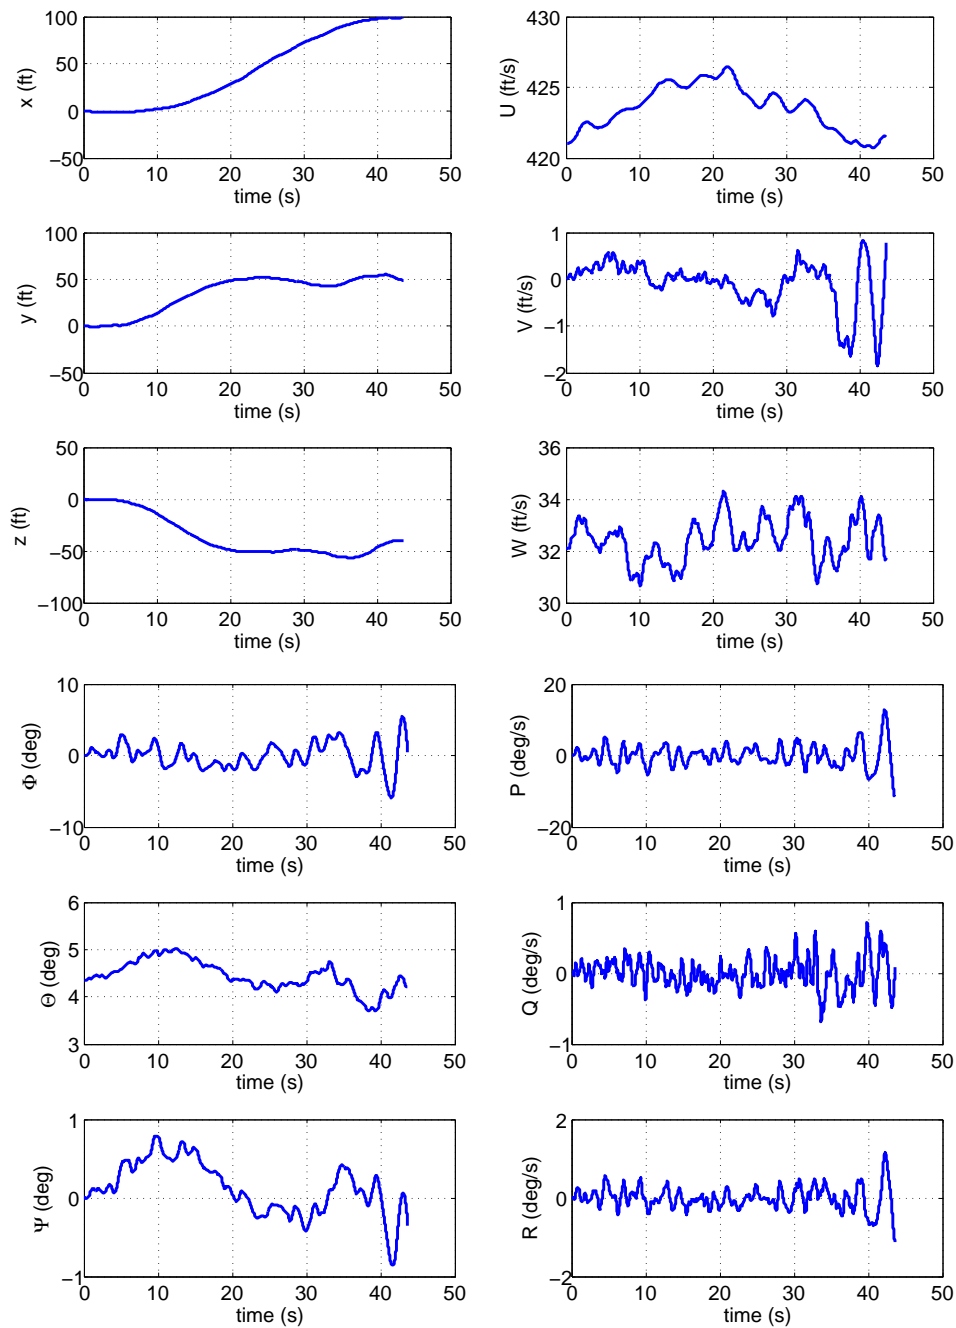 100
50
0
−50
x (ft)
0 10 20 30 40 50
time (s)
430
425
420
U (ft/s)
0 10 20 30 40 50
time (s)
100
50
0
−50
y (ft)
0 10 20 30 40 50
time (s)
1
0
−1
−2
V (ft/s)
0 10 20 30 40 50
time (s)
50
0
−50
−100
z (ft)
0 10 20 30 40 50
time (s)
36
34
32
30
W (ft/s)
0 10 20 30 40 50
time (s)
10
0
−10
Φ (deg)
0 10 20 30 40 50
time (s)
20
0
−20
P (deg/s)
0 10 20 30 40 50
time (s)
6
5
4
3
Θ (deg)
0 10 20 30 40 50
time (s)
1
0
−1
Q (deg/s)
0 10 20 30 40 50
time (s)
1
0
−1
Ψ (deg)
0 10 20 30 40 50
time (s)
2
0
−2
R (deg/s)
0 10 20 30 40 50
time (s)